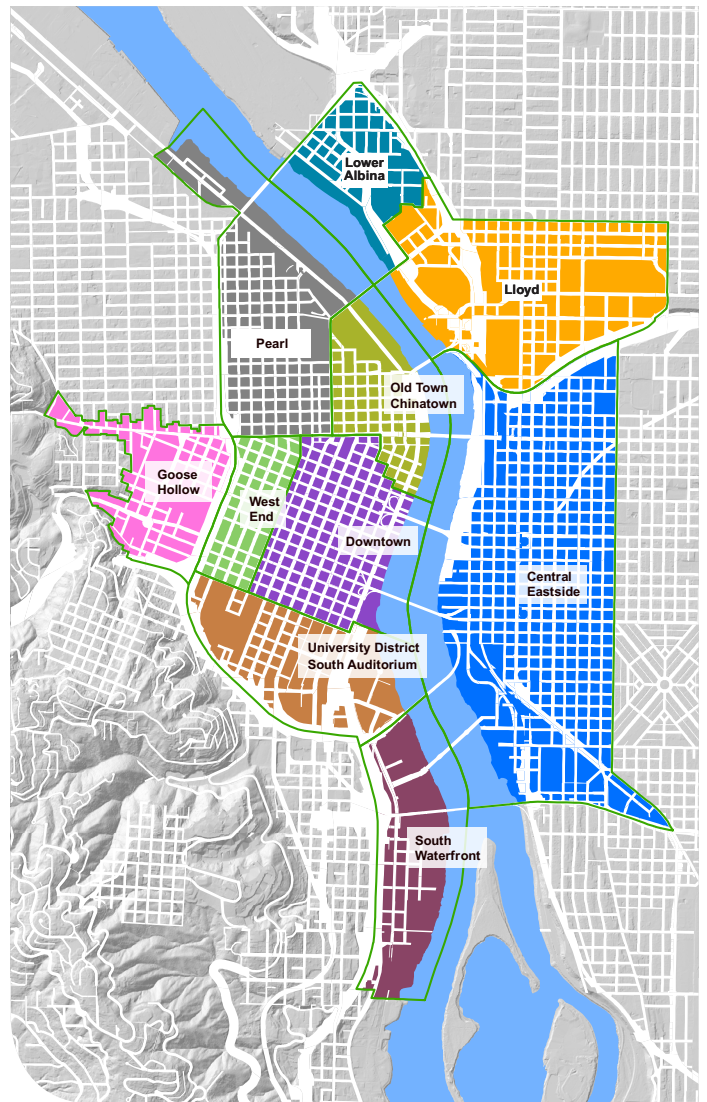 Lower
Albina
Lloyd
Pearl
Old Town
Chinatown
Goose
Hollow
West
End
Downtown
Central
Eastside
University District
South Auditorium
South
Waterfront